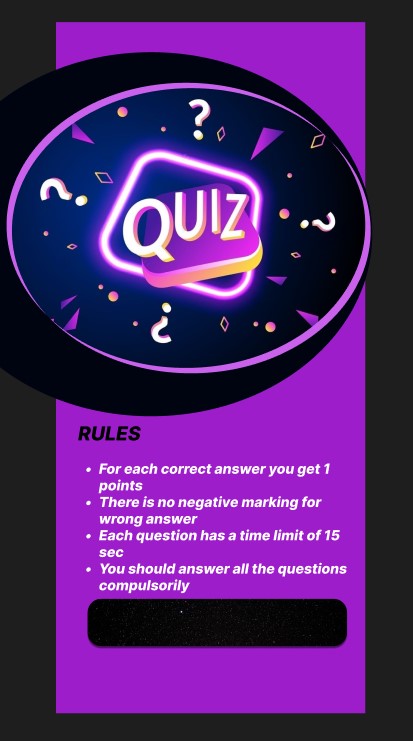 QUIZ
RULES
• For each correct answer you get 1
points
• There is no negative marking for
wrong answer
• Each question has a time limit of 15
sec
• You should answer all the questions
compulsorily